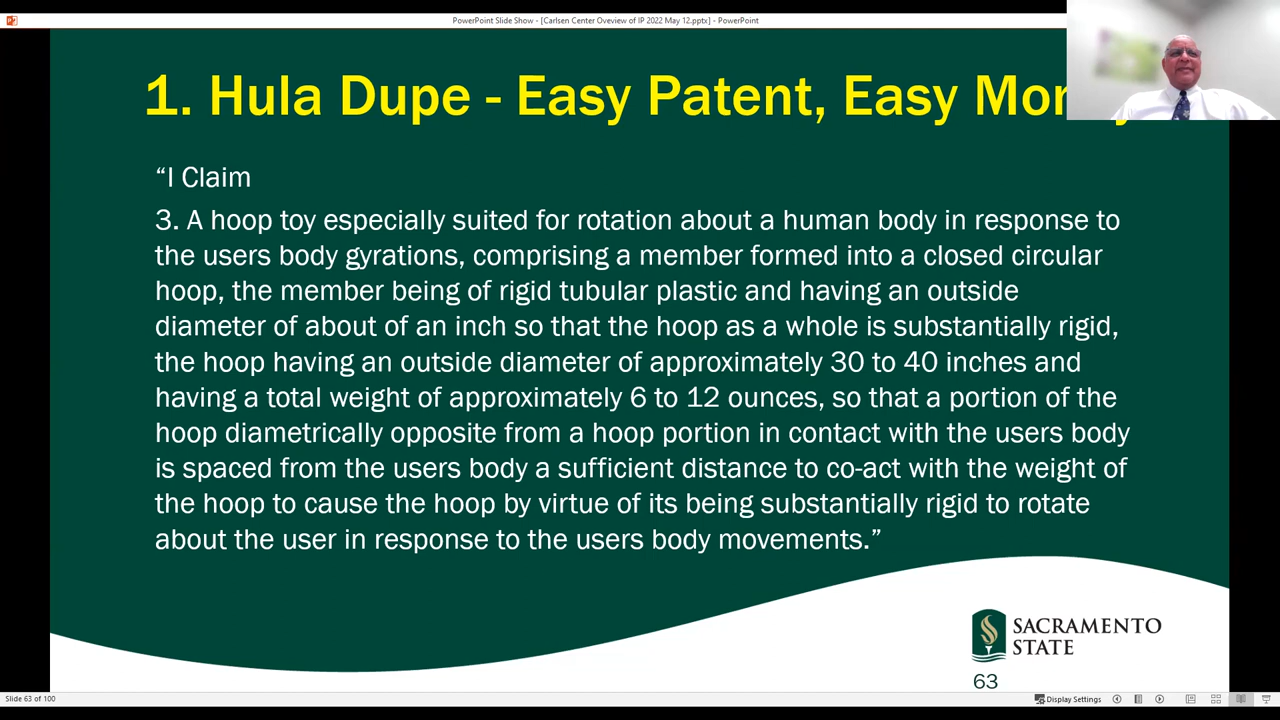 PowerPoint Slide Show - [Carlsen Center Oveview of IP 2022 May 12.pptx] - PowerPoint
1. Hula Dupe - Easy Patent, Easy
“I Claim
3. A hoop toy especially suited for rotation about a human body in response to
the users body gyrations, comprising a member formed into a closed circular
hoop, the member being of rigid tubular plastic and having an outside
diameter of about of an inch so that the hoop as a whole is substantially rigid,
the hoop having an outside diameter of approximately 30 to 40 inches and
having a total weight of approximately 6 to 12 ounces, so that a portion of the
hoop diametrically opposite from a hoop portion in contact with the users body
is spaced from the users body a sufficient distance to co-act with the weight of
the hoop to cause the hoop by virtue of its being substantially rigid to rotate
about the user in response to the users body movements.”
SACRAMENTO
STATE
63
Slide 63 of 100
Display Settings